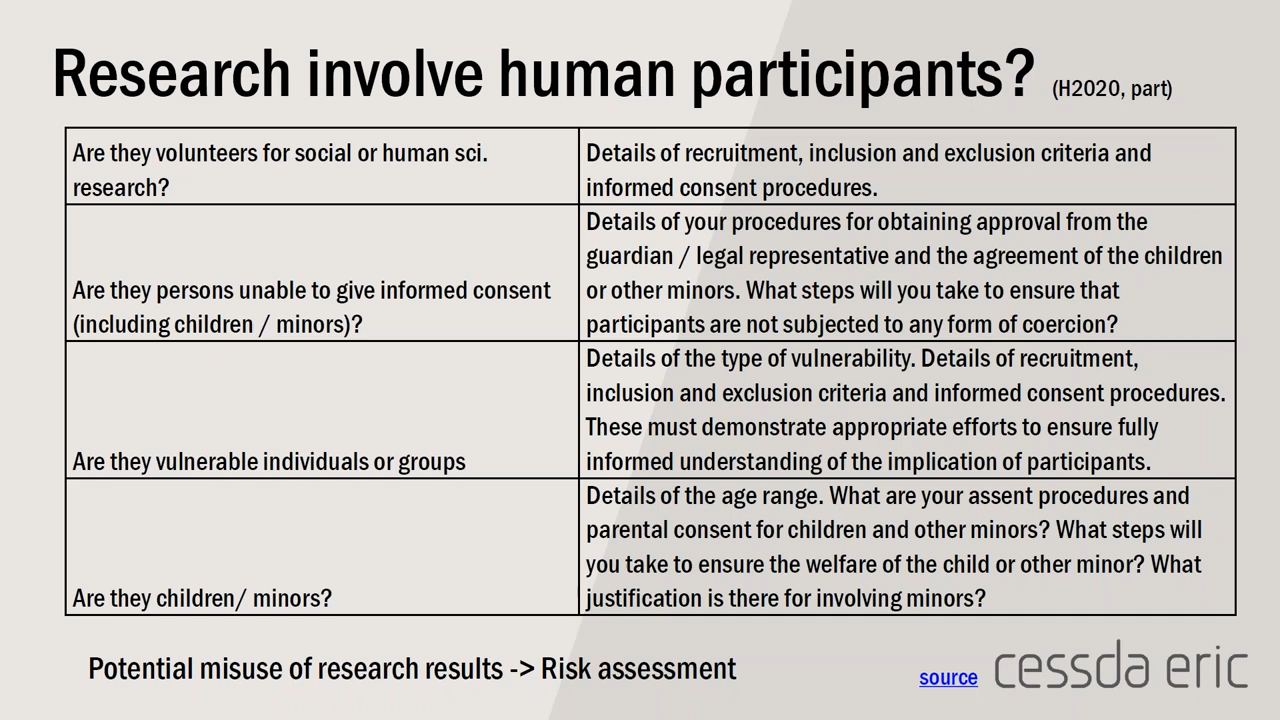 Research involve human participants? (H2020, part)
Are they volunteers for social or human sci.
research?
Details of recruitment, inclusion and exclusion criteria and
informed consent procedures.
Are they persons unable to give informed consent
(including children / minors)?
Details of your procedures for obtaining approval from the
guardian / legal representative and the agreement of the children
or other minors. What steps will you take to ensure that
participants are not subjected to any form of coercion?
Are they vulnerable individuals or groups
Details of the type of vulnerability. Details of recruitment,
inclusion and exclusion criteria and informed consent procedures.
These must demonstrate appropriate efforts to ensure fully
informed understanding of the implication of participants.
Are they children/ minors?
Details of the age range. What are your assent procedures and
parental consent for children and other minors? What steps will
you take to ensure the welfare of the child or other minor? What
justification is there for involving minors?
Potential misuse of research results -> Risk assessment
source
cessda eric